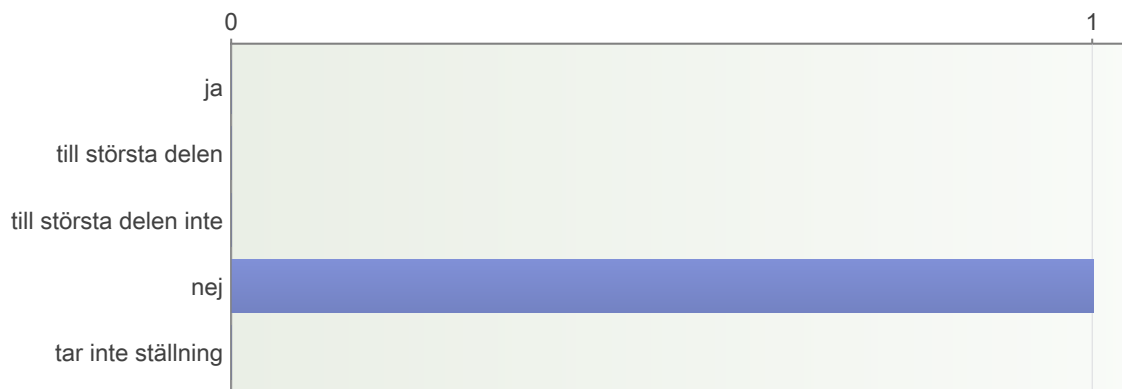 0 1
ja
till största delen
till största delen inte
nej
tar inte ställning